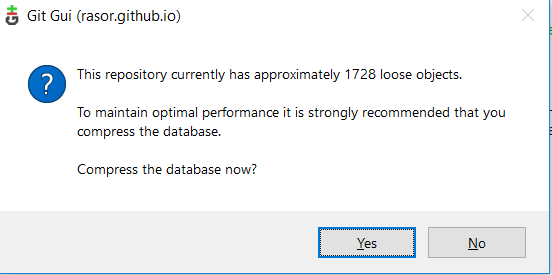 Git Gui (rasor.github.io)
This repository currently has approximately 1728 loose objects.
To maintain optimal performance it is strongly recommended that you
compress the database.
Compress the database now?
Yes
No